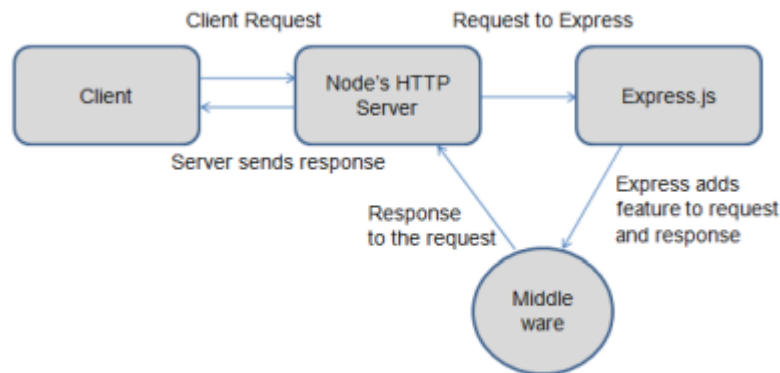 Client Request
Request to Express
Client
Node's HTTP
Server
Express.js
Server sends response
Express adds
feature to request
and response
Response
to the request
Middle
ware